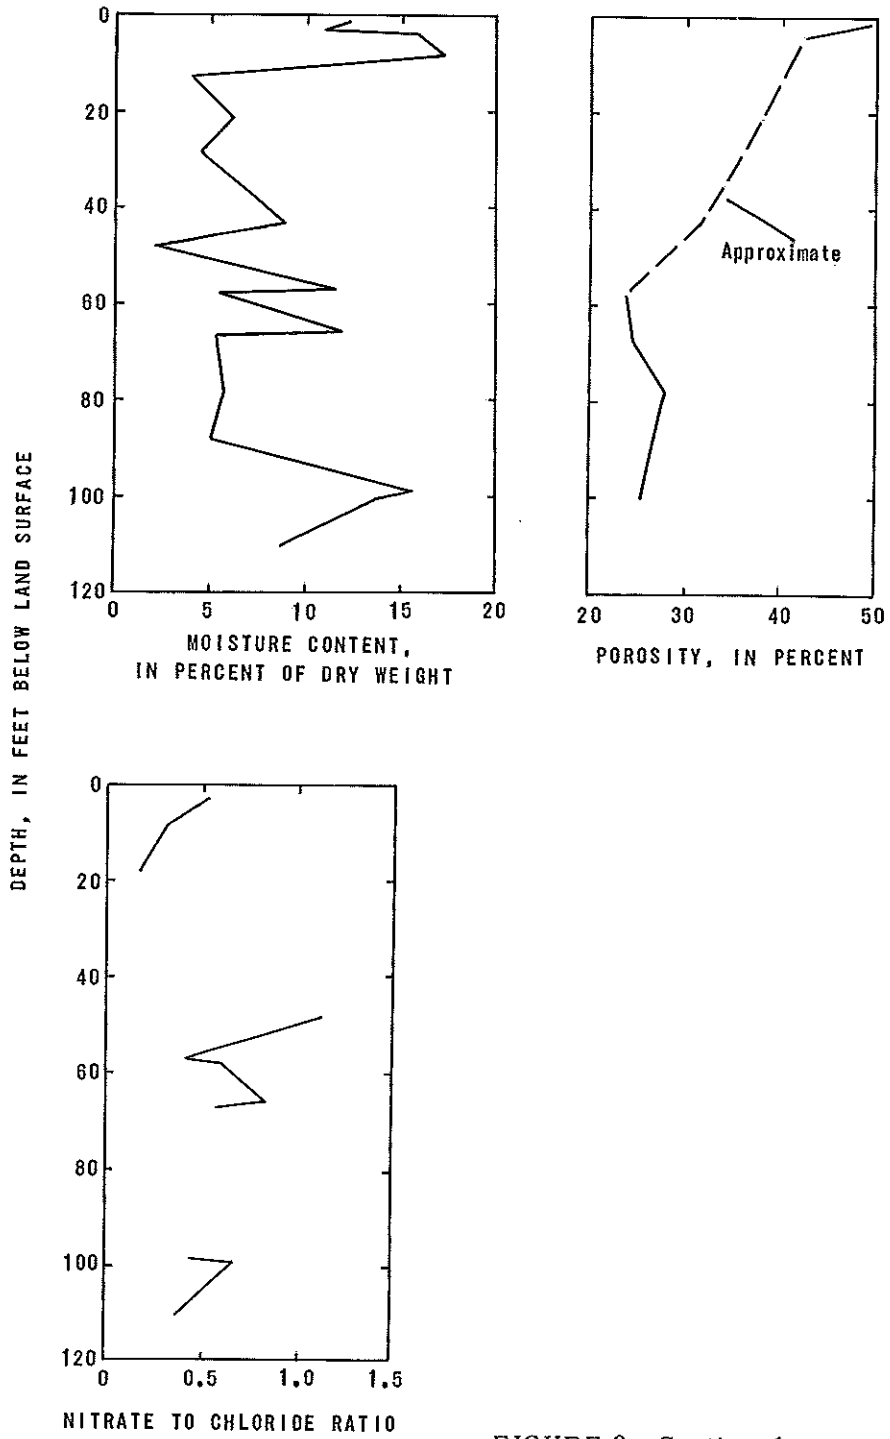 0
20
40
60
80
100
120
0 5 10 15 20
MOISTURE CONTENT,
IN PERCENT OF DRY WEIGHT
Approximate
20 30 40 50
POROSITY, IN PERCENT
DEPTH, IN FEET BELOW LAND SURFACE
0
20
40
60
80
100
120
0 0.5 1.0 1.5
NITRATE TO CHLORIDE RATIO